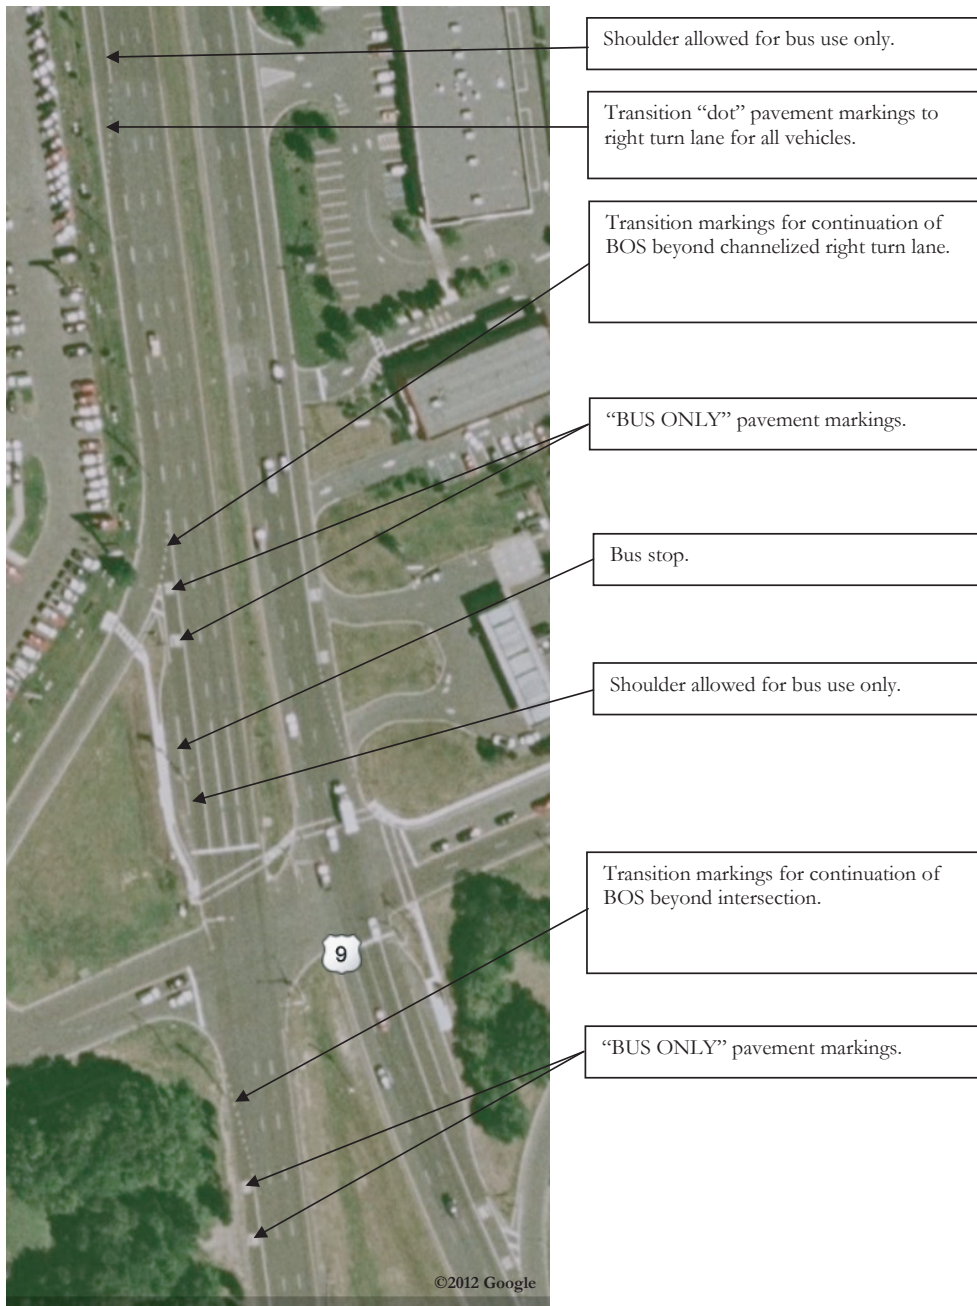 Shoulder allowed for bus use only.
Transition “dot” pavement markings to
right turn lane for all vehicles.
Transition markings for continuation of
BOS beyond channelized right turn lane.
“BUS ONLY” pavement markings.
Bus stop.
Shoulder allowed for bus use only.
Transition markings for continuation of
BOS beyond intersection.
9
“BUS ONLY” pavement markings.
©2012 Google